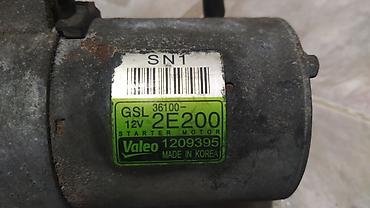 SN1
GSL 36100-
12V 2E200
STARTER MOTOR
Valeo 1209395
MADE IN KOREA